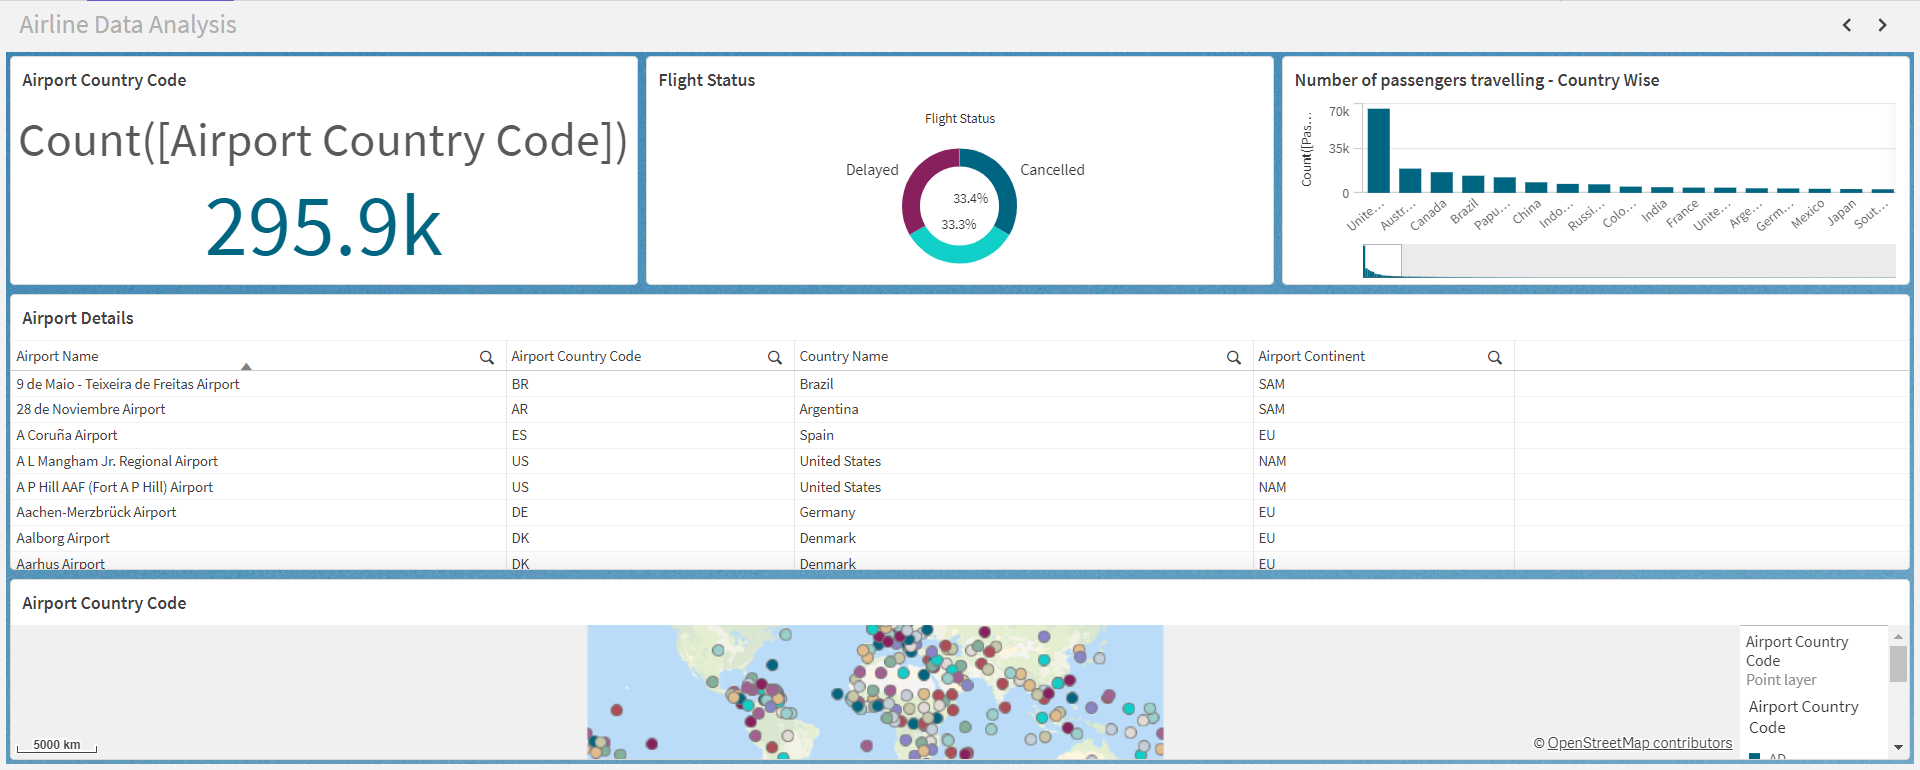 Airline Data Analysis
Airport Country Code
Count([Airport Country Code])
295.9k
Flight Status
Flight Status
Delayed
Cancelled
33.4%
33.3%
Number of passengers travelling - Country Wise
Count([Pas...
70k
35k
0
Unite...
Austr...
Canada
Brazil
Papu...
China
Indo...
Russi...
Colo...
India
France
Unite...
Arge...
Germ...
Mexico
Japan
Sout...
Airport Details
Airport Name Airport Country Code Country Name Airport Continent
9 de Maio - Teixeira de Freitas Airport BR Brazil SAM
28 de Noviembre Airport AR Argentina SAM
A Coruña Airport ES Spain EU
A L Mangham Jr. Regional Airport US United States NAM
A P Hill AAF (Fort A P Hill) Airport US United States NAM
Aachen-Merzbrück Airport DE Germany EU
Aalborg Airport DK Denmark EU
Aarhus Airport DK Denmark EU
Airport Country Code
5000 km
© OpenStreetMap contributors
Airport Country
Code
Point layer
Airport Country
Code
AD